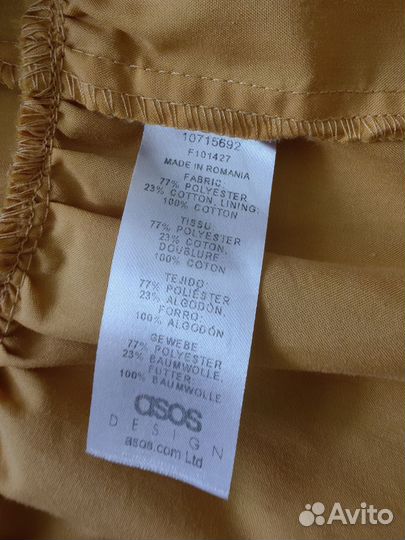 10715692
F101427
MADE IN ROMANIA
FABRIC:
77% POLYESTER
23% COTTON, LINING:
100% COTTON
TISSU:
77% POLYESTER
23% COTON,
DOUBLURE:
100% COTON
TEJIDO:
77% POLIÉSTER
23% ALGODÓN,
FORRO:
100% ALGODÓN
GEWEBE
77% POLYESTER
23% BAUMWOLLE,
FUTTER:
100% BAUMWOLLE
asos
DESIGN
asos.com Ltd
Avito